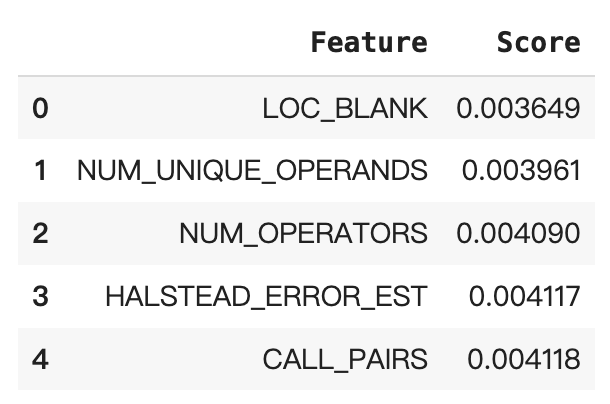 Feature Score
0 LOC_BLANK 0.003649
1 NUM_UNIQUE_OPERANDS 0.003961
2 NUM_OPERATORS 0.004090
3 HALSTEAD_ERROR_EST 0.004117
4 CALL_PAIRS 0.004118